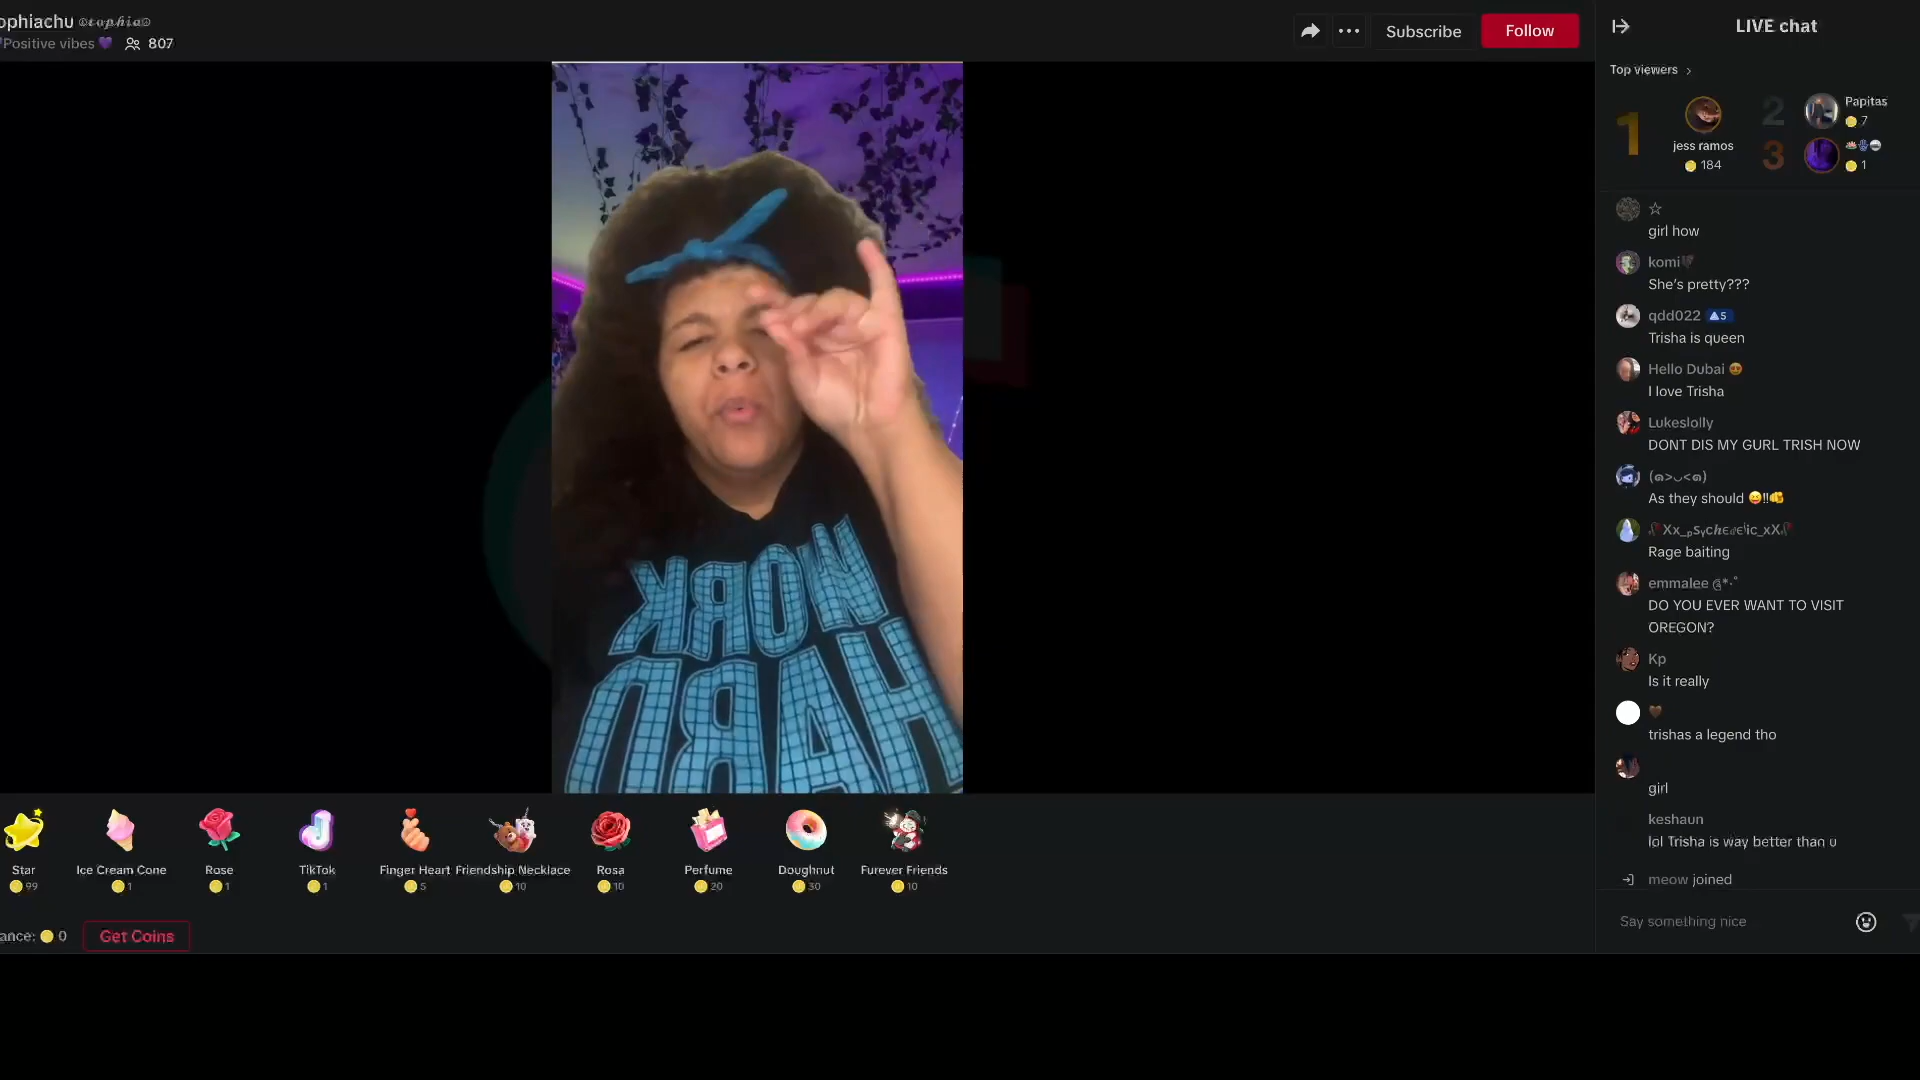 ophiachu @tophia☺
Positive vibes 💜 807
Subscribe
Follow
LIVE chat
Top viewers >
1
jess ramos
184
2
Papitas
7
3
1
☆
girl how
komi
She's pretty???
qdd022 5
Trisha is queen
Hello Dubai 😍
I love Trisha
Lukeslolly
DONT DIS MY GURL TRISH NOW
As they should
Rage baiting
emmalee
DO YOU EVER WANT TO VISIT
OREGON?
Kp
Is it really
🤎
trishas a legend tho
girl
keshaun
lol Trisha is way better than u
meow joined
Say something nice
WORK
HARD
Star
99
Ice Cream Cone
1
Rose
1
TikTok
1
Finger Heart
5
Friendship Necklace
10
Rosa
10
Perfume
20
Doughnut
30
Furever Friends
10
ance: 0
Get Coins